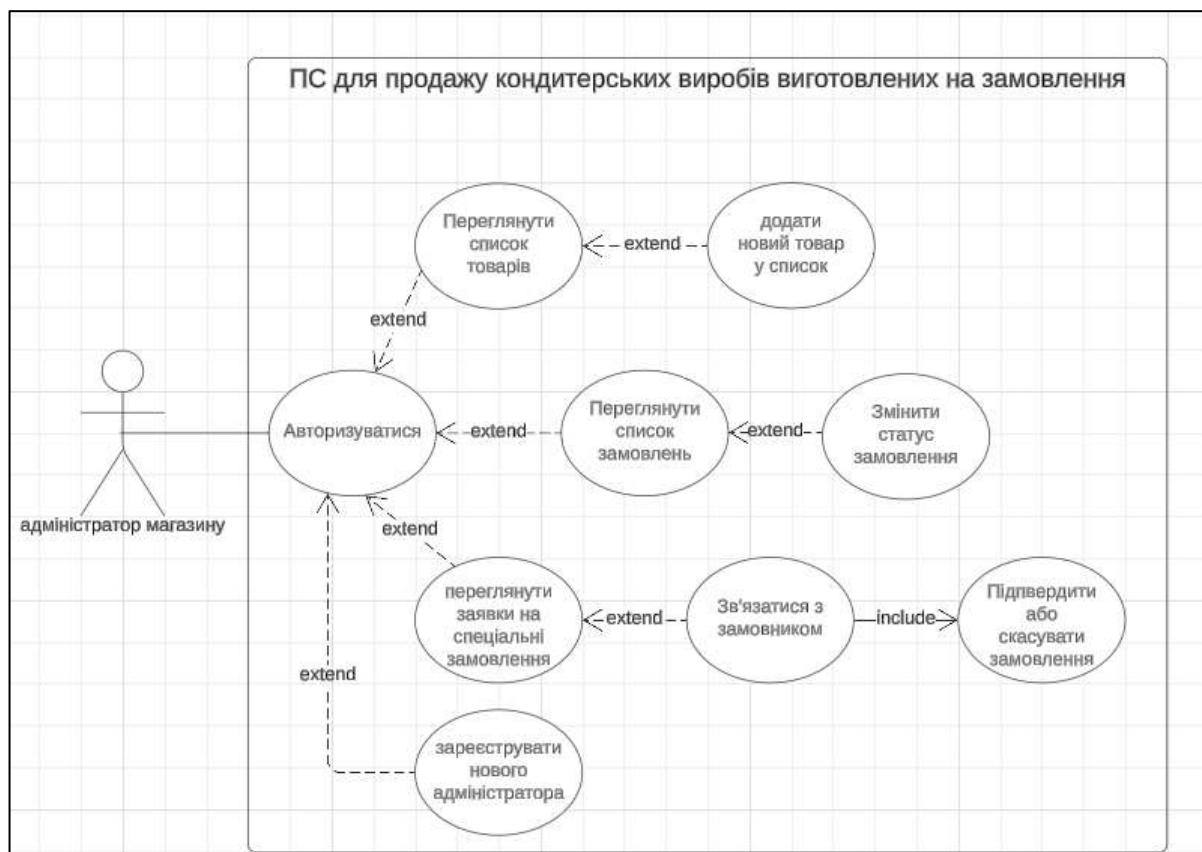 ПС для продажу кондитерських виробів виготовлених на замовлення
Переглянути
список
товарів
extend
додати
новий товар
у список
extend
Авторизуватися
extend
Переглянути
список
замовлень
extend
Змінити
статус
замовлення
адміністратор магазину
extend
переглянути
заявки на
спеціальні
замовлення
extend
Зв'язатися з
замовником
include
Підпвердити
або
скасувати
замовлення
extend
зареєструвати
нового
адміністратора